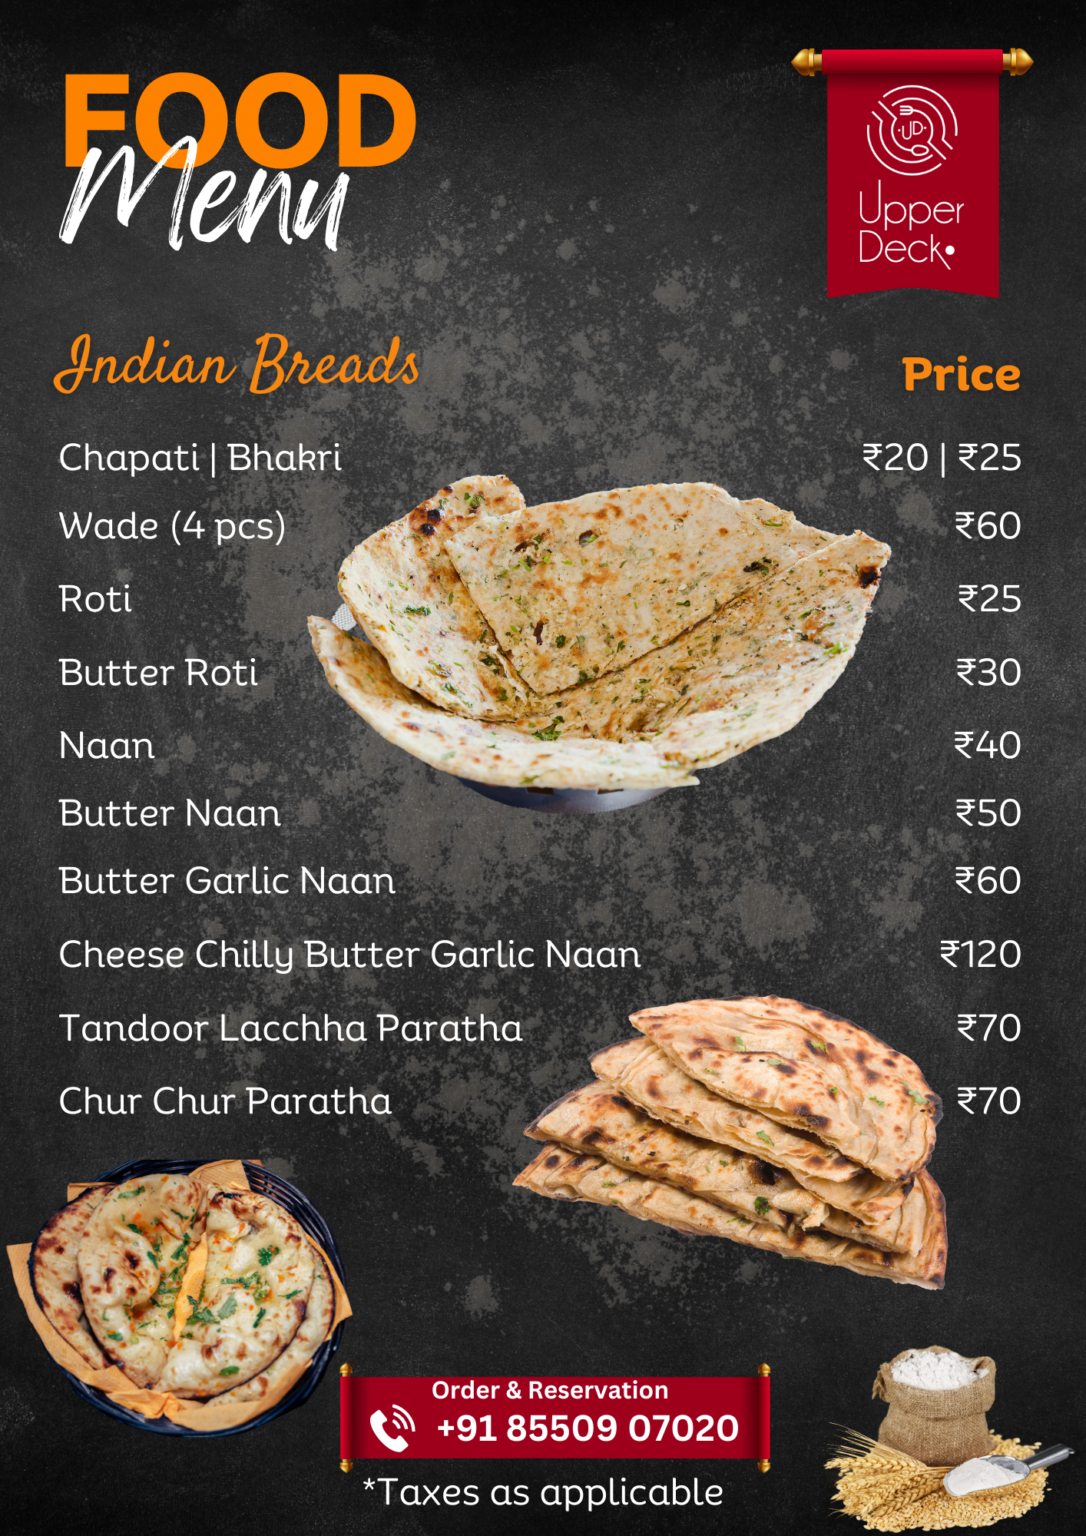 FOOD
Menu
UD
Upper
Deck
Indian Breads
Price
Chapati | Bhakri ₹20 | ₹25
Wade (4 pcs) ₹60
Roti ₹25
Butter Roti ₹30
Naan ₹40
Butter Naan ₹50
Butter Garlic Naan ₹60
Cheese Chilly Butter Garlic Naan ₹120
Tandoor Lacchha Paratha ₹70
Chur Chur Paratha ₹70
Order & Reservation
+91 85509 07020
*Taxes as applicable